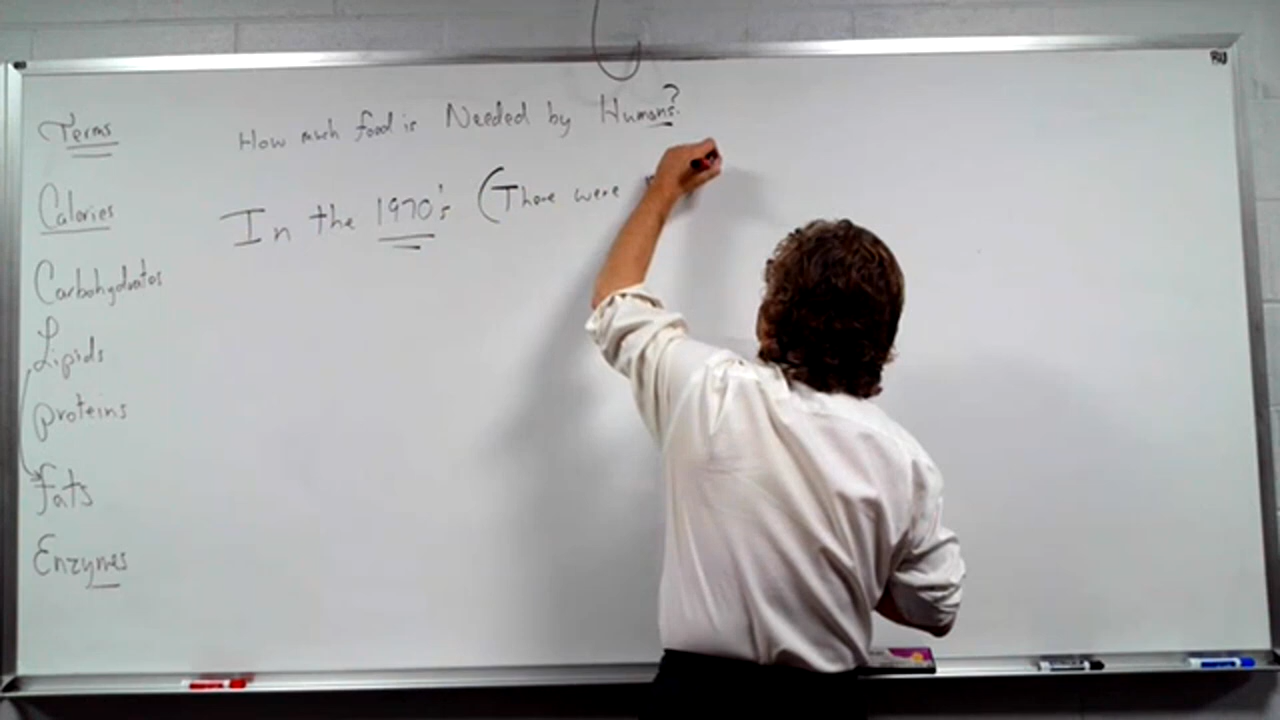 Terms
Calories
Carbohydrates
Lipids
Proteins
Fats
Enzymes
How much food is Needed by Humans?
In the 1970's (There were
BU